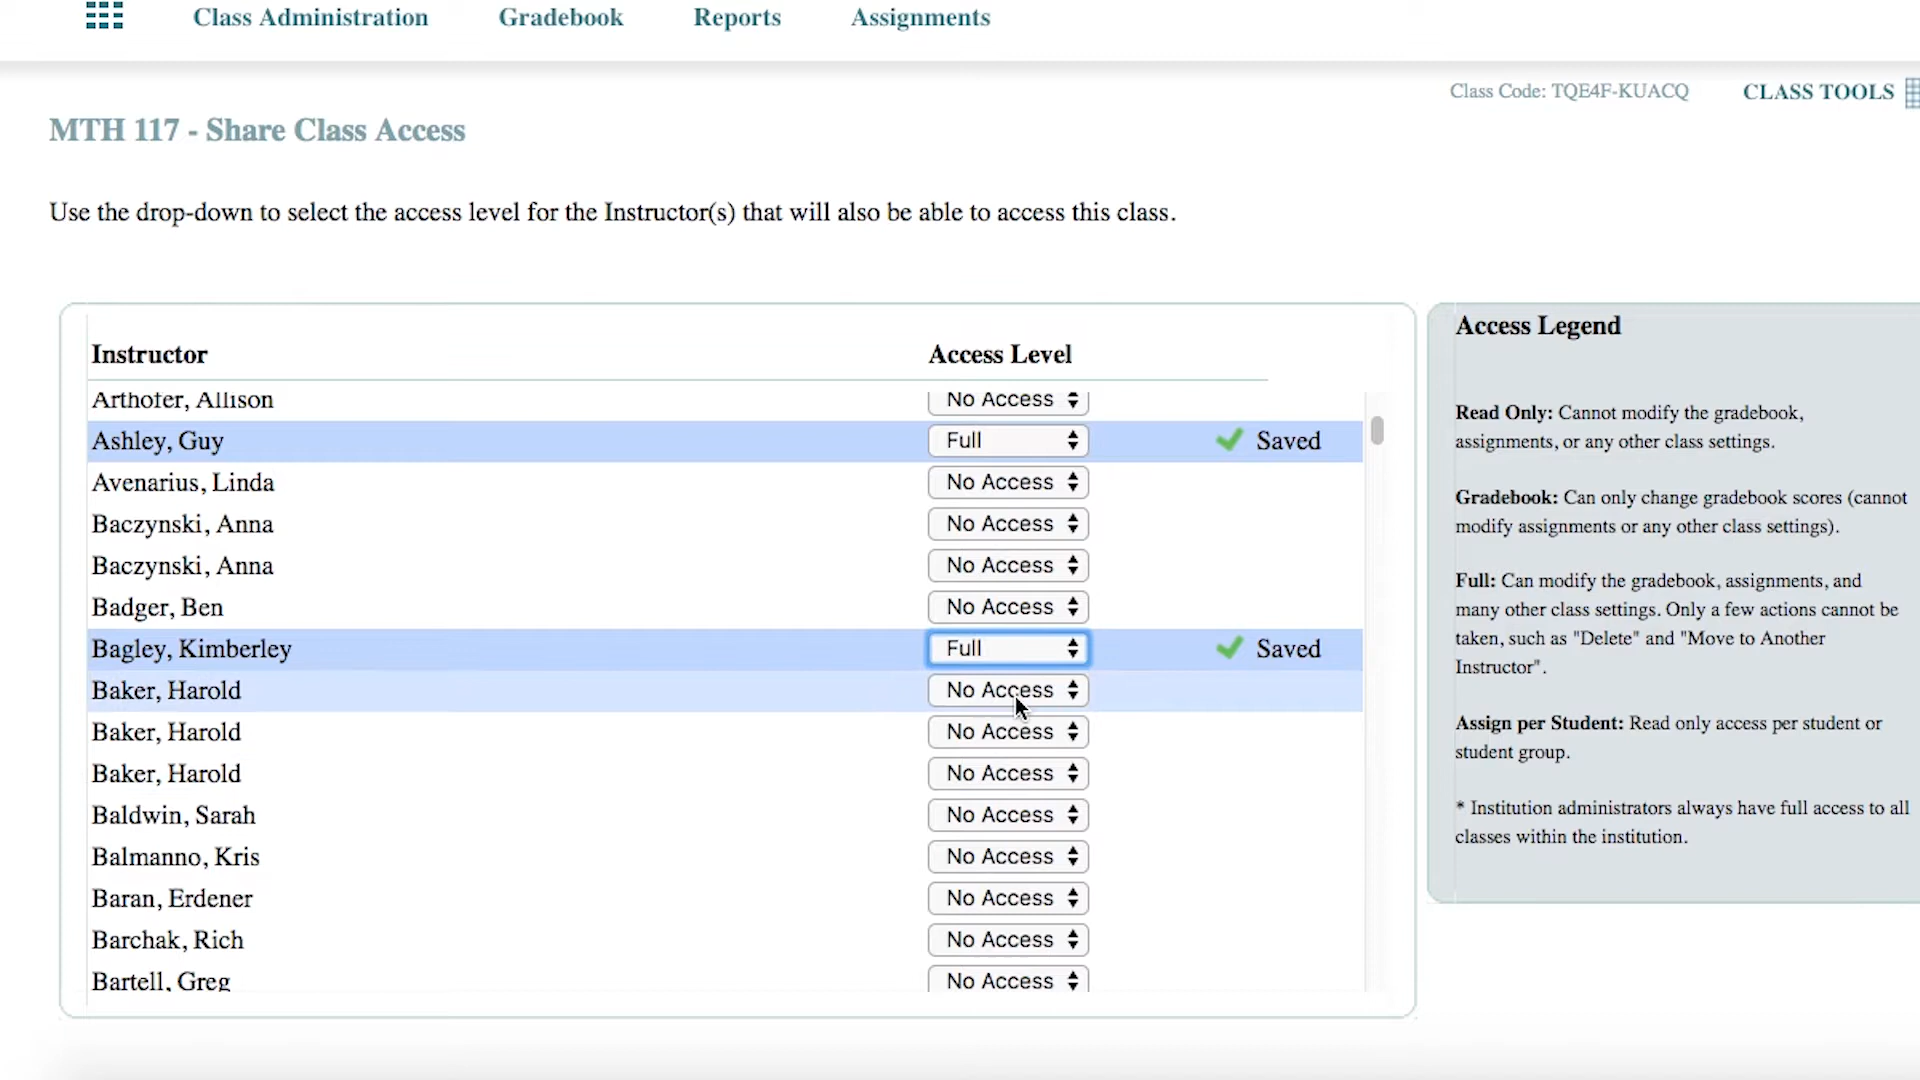 Class Administration Gradebook Reports Assignments
Class Code: TQE4F-KUACQ CLASS TOOLS
MTH 117 - Share Class Access
Use the drop-down to select the access level for the Instructor(s) that will also be able to access this class.
Instructor Access Level
Arthofer, Allison No Access
Ashley, Guy Full Saved
Avenarius, Linda No Access
Baczynski, Anna No Access
Baczynski, Anna No Access
Badger, Ben No Access
Bagley, Kimberley Full Saved
Baker, Harold No Access
Baker, Harold No Access
Baker, Harold No Access
Baldwin, Sarah No Access
Balmanno, Kris No Access
Baran, Erdener No Access
Barchak, Rich No Access
Bartell, Greg No Access
Access Legend
Read Only: Cannot modify the gradebook,
assignments, or any other class settings.
Gradebook: Can only change gradebook scores (cannot
modify assignments or any other class settings).
Full: Can modify the gradebook, assignments, and
many other class settings. Only a few actions cannot be
taken, such as "Delete" and "Move to Another
Instructor".
Assign per Student: Read only access per student or
student group.
* Institution administrators always have full access to all
classes within the institution.